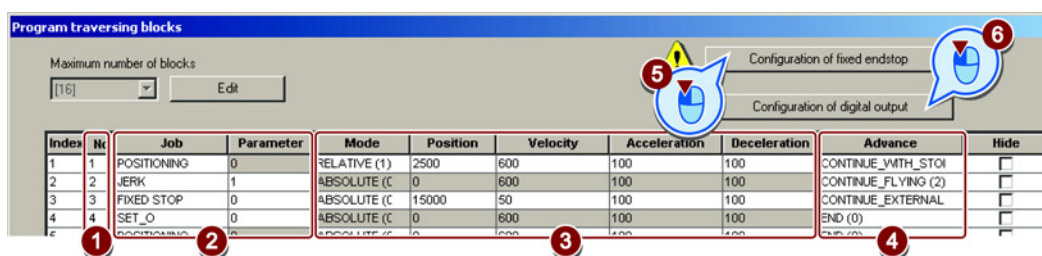 Program traversing blocks
6
Maximum number of blocks
Configuration of fixed endstop
5
[16] Edit
Configuration of digital output
Index No Job Parameter Mode Position Velocity Acceleration Deceleration Advance Hide
1 1 POSITIONING 0 RELATIVE (1) 2500 600 100 100 CONTINUE_WITH_STOI
2 2 JERK 1 ABSOLUTE (C 0 600 100 100 CONTINUE_FLYING (2)
3 3 FIXED STOP 0 ABSOLUTE (C 15000 50 100 100 CONTINUE_EXTERNAL
4 4 SET_O 0 ABSOLUTE (C 0 600 100 100 END (0)
1 2 3 4